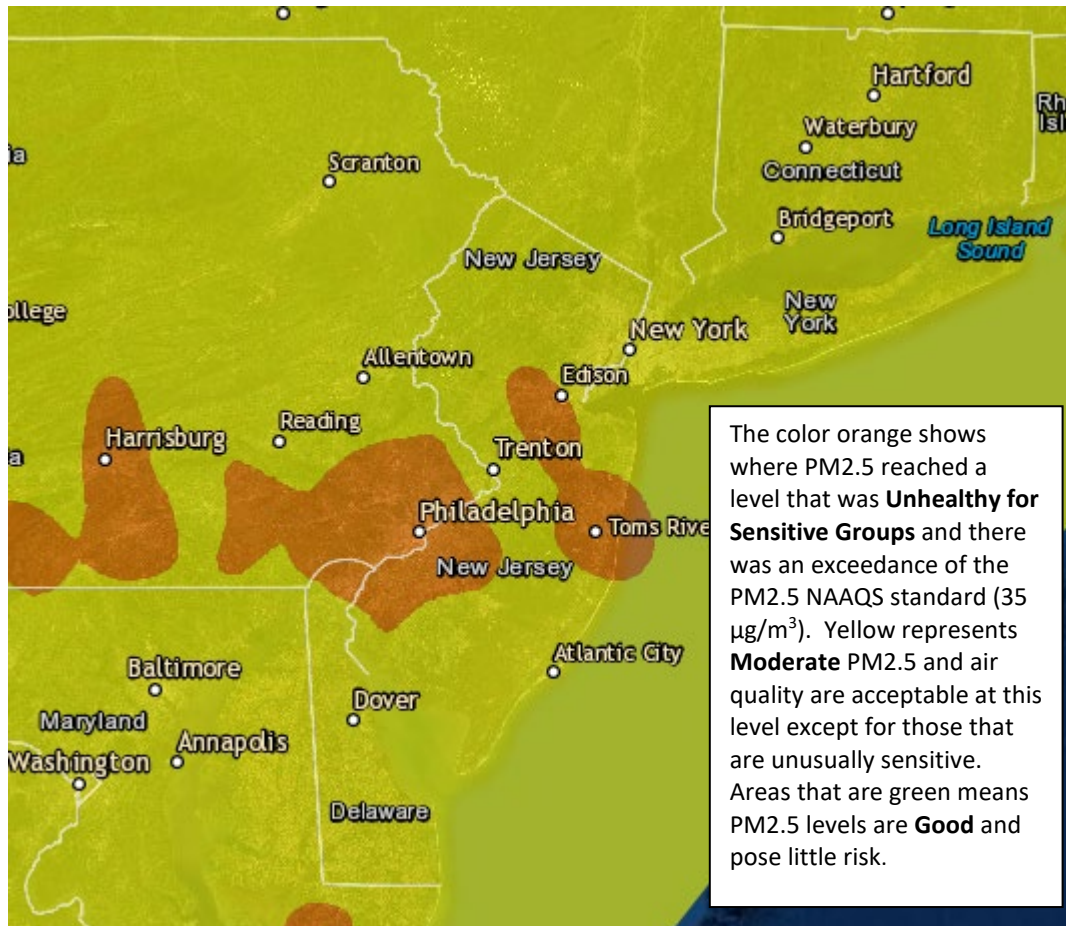 Hartford
Rh
Isl
Waterbury
ia
Scranton
Connecticut
Bridgeport
Long Island
Sound
New Jersey
ollege
New
York
New York
Allentown
Edison
Reading
Harrisburg
a
Trenton
Philadelphia
Toms Rive
New Jersey
Atlantic City
Baltimore
Dover
Maryland
Annapolis
Washington
Delaware
The color orange shows
where PM2.5 reached a
level that was Unhealthy for
Sensitive Groups and there
was an exceedance of the
PM2.5 NAAQS standard (35
µg/m³). Yellow represents
Moderate PM2.5 and air
quality are acceptable at this
level except for those that
are unusually sensitive.
Areas that are green means
PM2.5 levels are Good and
pose little risk.